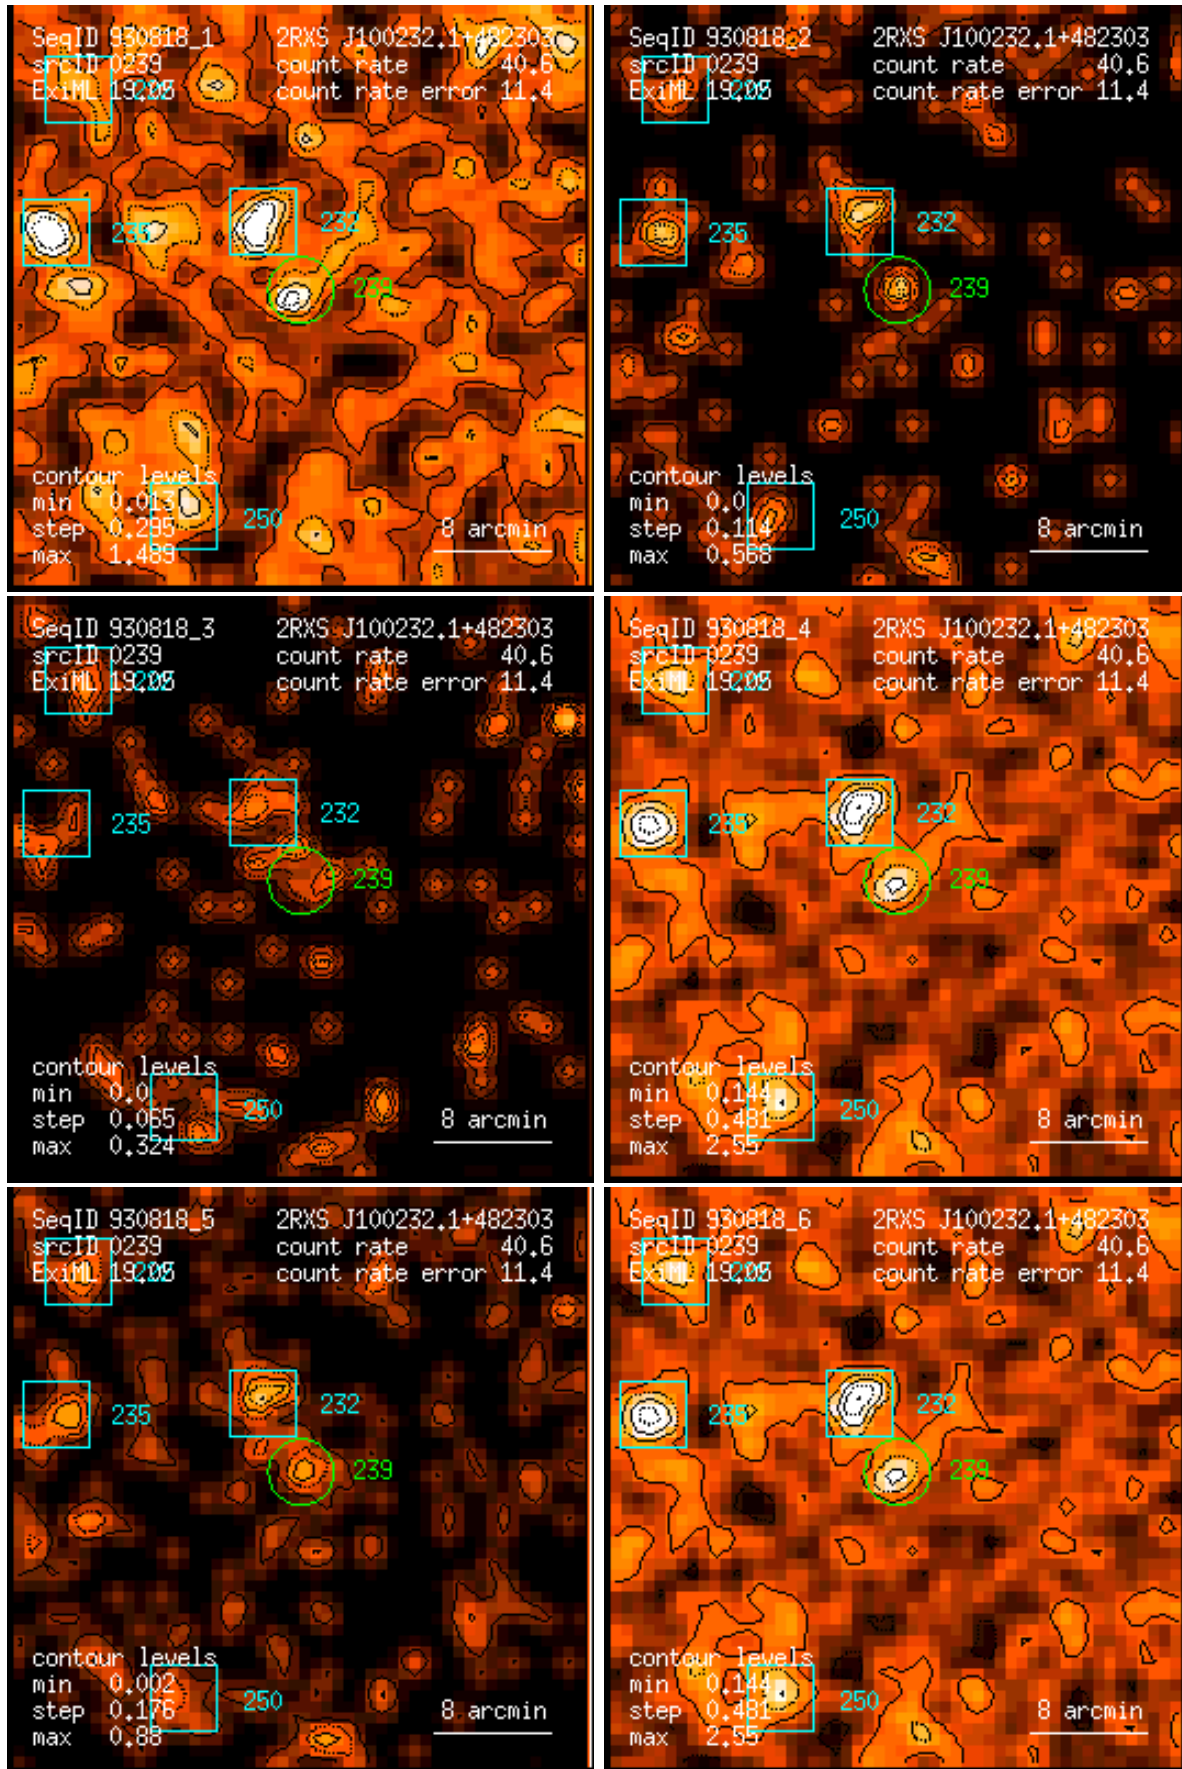 SeqID 930818_1 2RXS J100232.1+482303
srcID 0239 count rate 40.6
ExiML 19.05 count rate error 11.4
235
232
239
contour levels
min 0.013
step 0.295
max 1.489
250
8 arcmin
SeqID 930818_2 2RXS J100232.1+482303
srcID 0239 count rate 40.6
ExiML count rate error 11.4
235
232
239
contour levels
min 0.0
step 0.114
max 0.568
250
8 arcmin
SeqID 930818_3 2RXS J100232.1+482303
srcID 0239 count rate 40.6
ExiML count rate error 11.4
235
232
239
contour levels
min 0.0
step 0.065
max 0.324
250
8 arcmin
SeqID 930818_4 2RXS J100232.1+482303
srcID 0239 count rate 40.6
ExiML count rate error 11.4
235
232
239
contour levels
min 0.144
step 0.481
max 2.55
250
8 arcmin
SeqID 930818_5 2RXS J100232.1+482303
srcID 0239 count rate 40.6
ExiML count rate error 11.4
235
232
239
contour levels
min 0.002
step 0.176
max 0.88
250
8 arcmin
SeqID 930818_6 2RXS J100232.1+482303
srcID 0239 count rate 40.6
ExiML count rate error 11.4
235
232
239
contour levels
min 0.144
step 0.481
max 2.55
250
8 arcmin